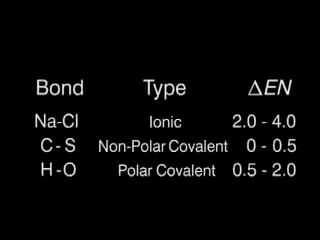 Bond Type ΔEN
Na-Cl Ionic 2.0 - 4.0
C - S Non-Polar Covalent 0 - 0.5
H - O Polar Covalent 0.5 - 2.0